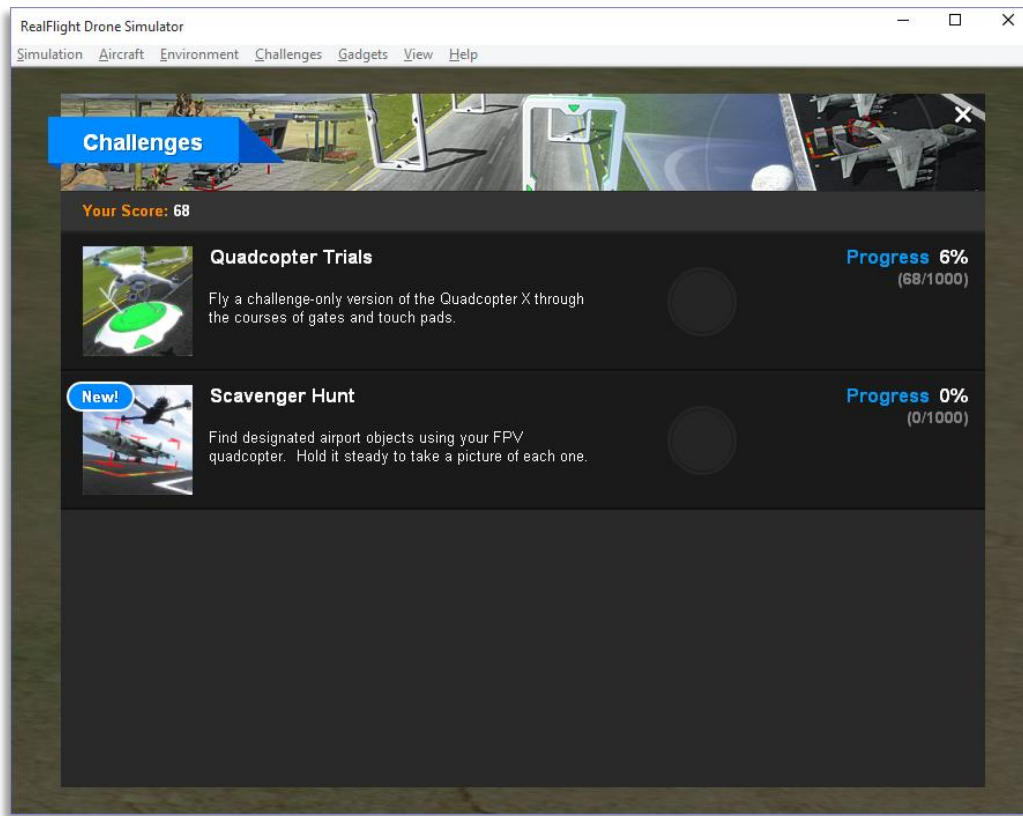 RealFlight Drone Simulator
Simulation Aircraft Environment Challenges Gadgets View Help
Challenges
Your Score: 68
Quadcopter Trials
Progress 6%
(68/1000)
Fly a challenge-only version of the Quadcopter X through
the courses of gates and touch pads.
New!
Scavenger Hunt
Progress 0%
(0/1000)
Find designated airport objects using your FPV
quadcopter. Hold it steady to take a picture of each one.